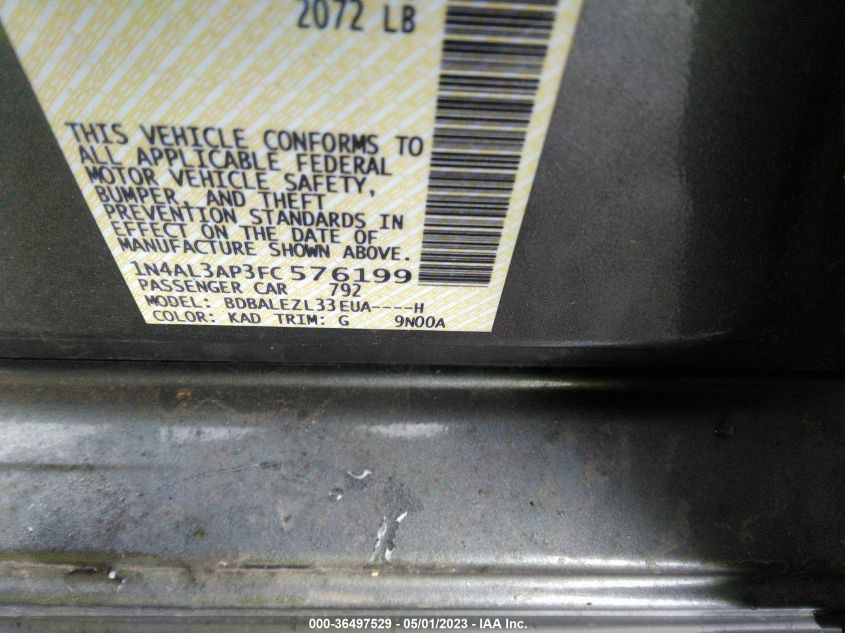 2072 LB
THIS VEHICLE CONFORMS TO
ALL APPLICABLE FEDERAL
MOTOR VEHICLE SAFETY,
BUMPER, AND THEFT
PREVENTION STANDARDS IN
EFFECT ON THE DATE OF
MANUFACTURE SHOWN ABOVE.
1N4AL3AP3FC576199
PASSENGER CAR 792
MODEL: BDBALEZL33EUA----H
COLOR: KAD TRIM: G 9N00A
000-36497529 - 05/01/2023 - IAA Inc.